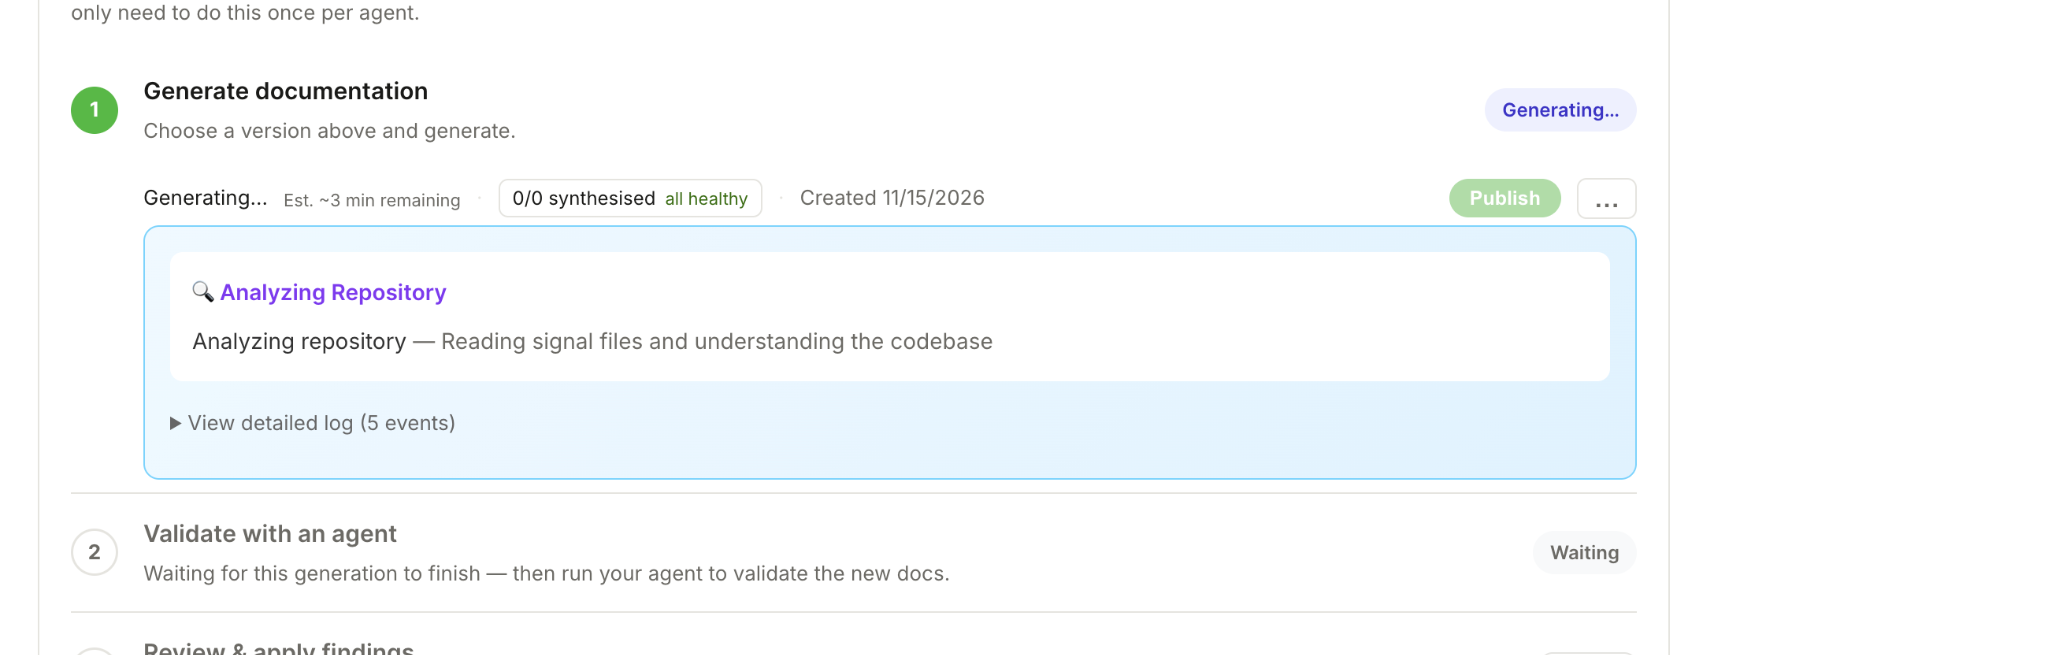 only need to do this once per agent.
1
Generate documentation
Choose a version above and generate.
Generating...
Generating... Est. ~3 min remaining · 0/0 synthesised all healthy · Created 11/15/2026
Publish
...
🔍 Analyzing Repository
Analyzing repository — Reading signal files and understanding the codebase
▶ View detailed log (5 events)
2
Validate with an agent
Waiting for this generation to finish — then run your agent to validate the new docs.
Waiting
Review & apply findings